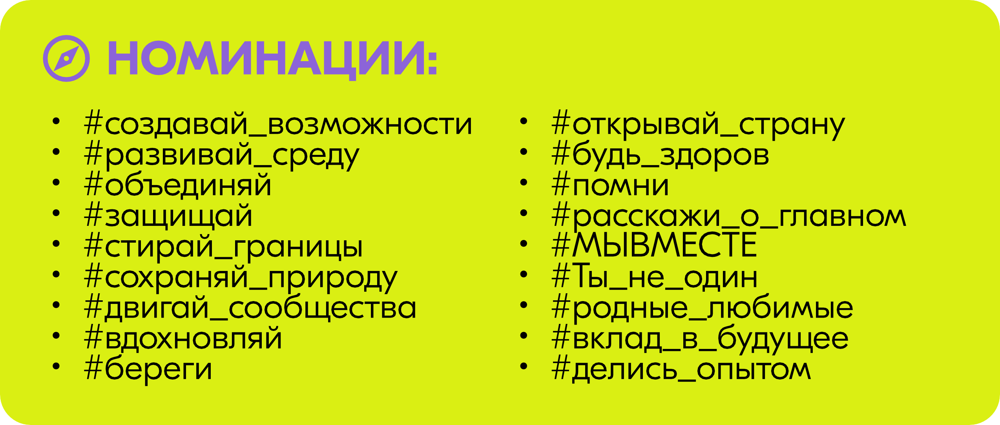 НОМИНАЦИИ:
• #создавай_возможности
• #развивай_среду
• #объединяй
• #защищай
• #стирай_границы
• #сохраняй_природу
• #двигай_сообщества
• #вдохновляй
• #береги
• #открывай_страну
• #будь_здоров
• #помни
• #расскажи_о_главном
• #МЫВМЕСТЕ
• #Ты_не_один
• #родные_любимые
• #вклад_в_будущее
• #делись_опытом